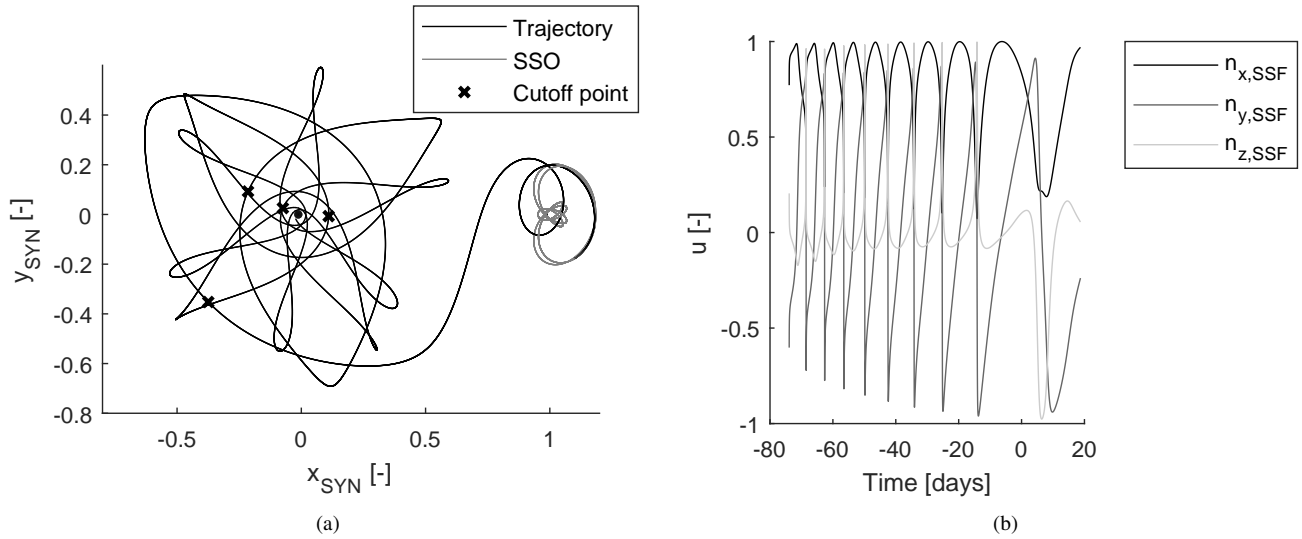 Trajectory
SSO
Cutoff point
0.4
0.2
0
-0.2
-0.4
-0.6
-0.8
y_SYN [-]
-0.5
0
0.5
1
x_SYN [-]
(a)
1
0.5
0
-0.5
-1
u [-]
-80
-60
-40
-20
0
20
Time [days]
n_x,SSF
n_y,SSF
n_z,SSF
(b)